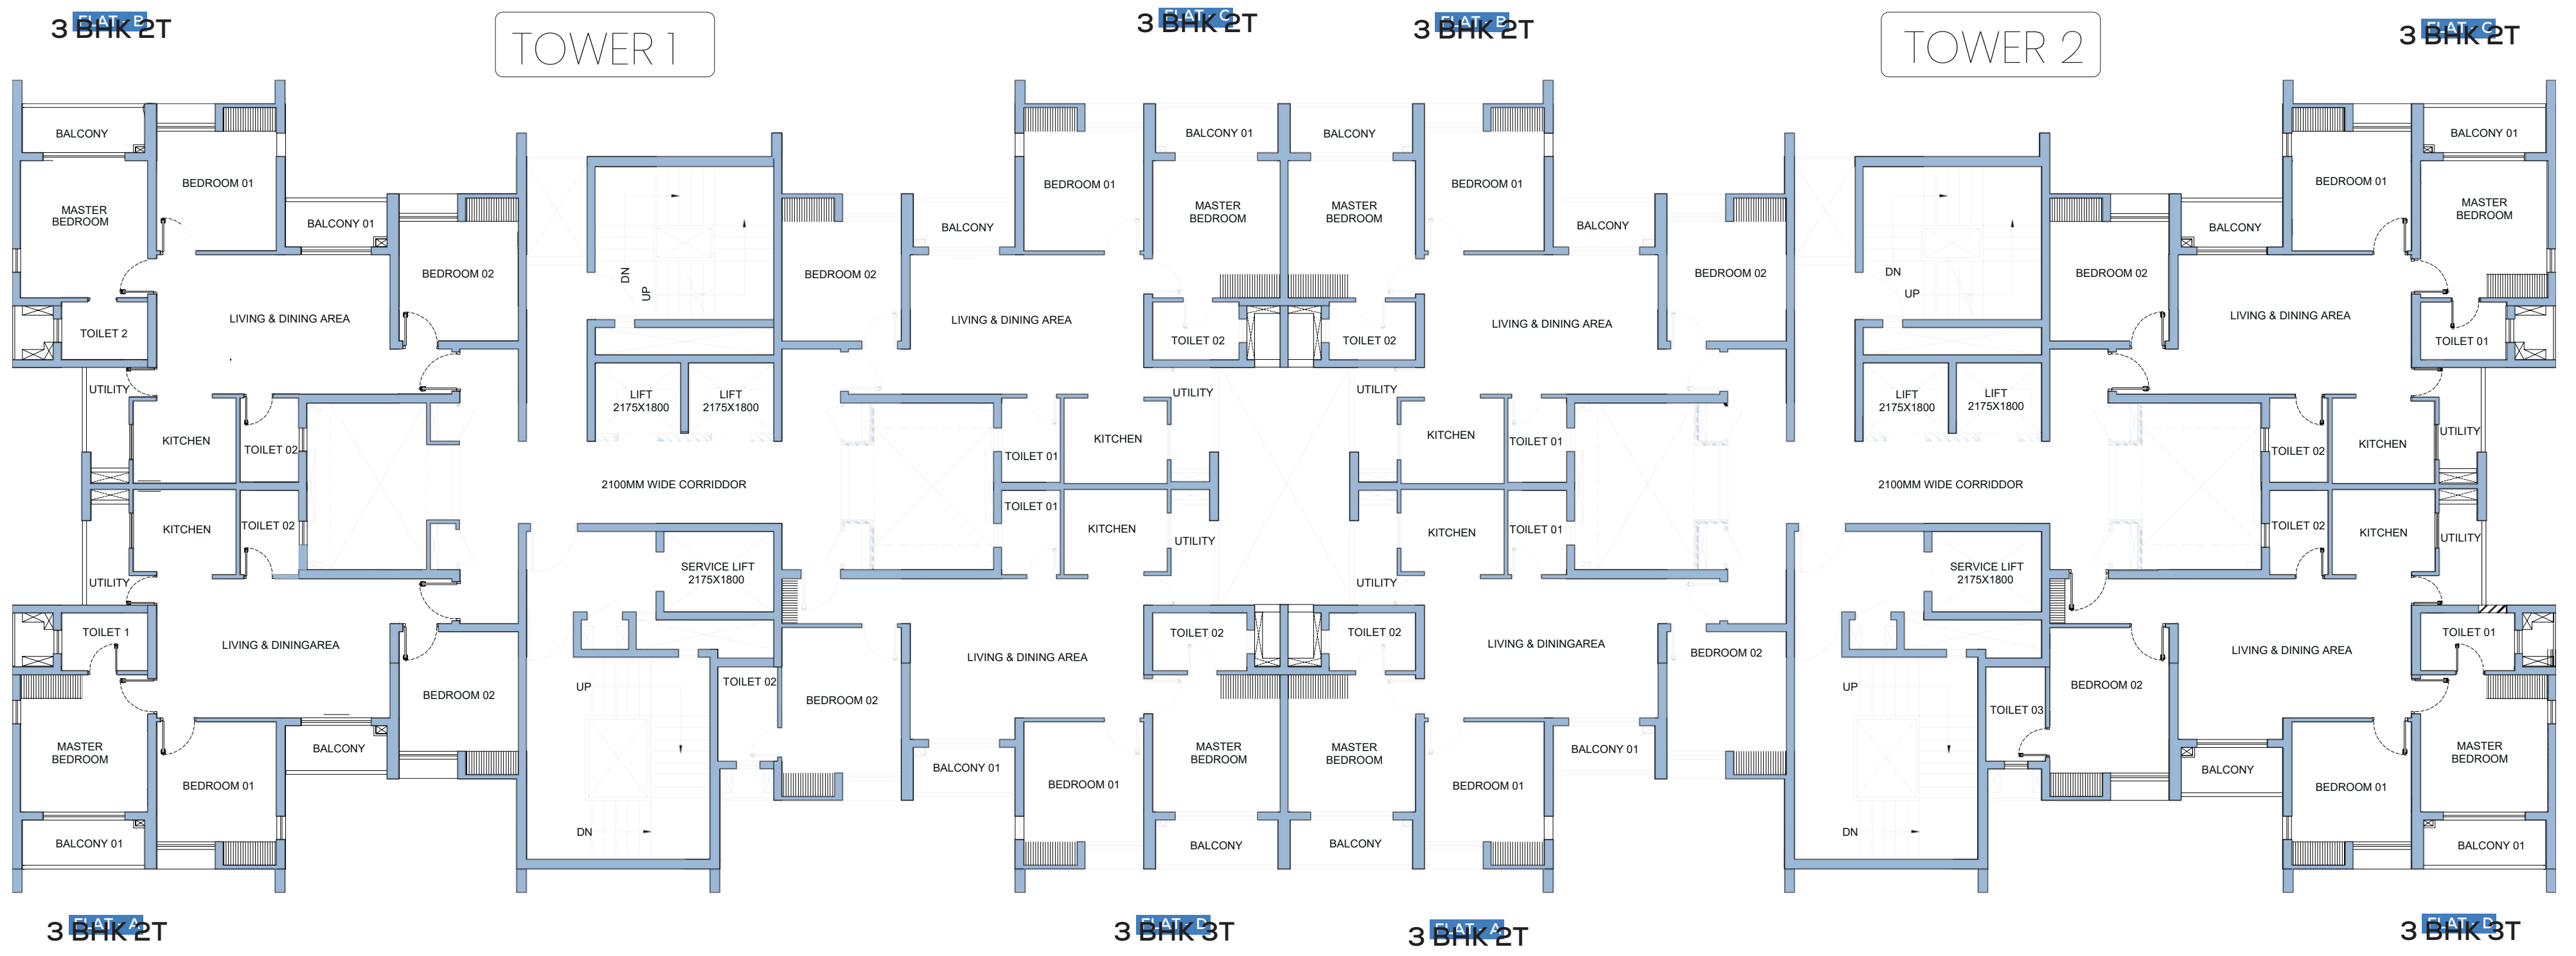 FLAT - B
3 BHK 2T
TOWER 1
FLAT - C
3 BHK 2T
FLAT - B
3 BHK 2T
TOWER 2
FLAT - C
3 BHK 2T
BALCONY
BEDROOM 01
MASTER
BEDROOM
BALCONY 01
BEDROOM 02
LIVING & DINING AREA
TOILET 2
UTILITY
KITCHEN
TOILET 02
DN
UP
LIFT
2175X1800
LIFT
2175X1800
BEDROOM 02
BALCONY
BEDROOM 01
BALCONY 01
MASTER
BEDROOM
LIVING & DINING AREA
TOILET 02
UTILITY
KITCHEN
TOILET 01
BALCONY
MASTER
BEDROOM
BEDROOM 01
BALCONY
BEDROOM 02
LIVING & DINING AREA
TOILET 02
UTILITY
KITCHEN
TOILET 01
DN
UP
LIFT
2175X1800
LIFT
2175X1800
BEDROOM 02
BALCONY 01
BEDROOM 01
BALCONY 01
MASTER
BEDROOM
LIVING & DINING AREA
TOILET 01
UTILITY
KITCHEN
TOILET 02
2100MM WIDE CORRIDDOR
2100MM WIDE CORRIDDOR
KITCHEN
TOILET 02
UTILITY
TOILET 1
LIVING & DININGAREA
BEDROOM 02
MASTER
BEDROOM
BALCONY
BEDROOM 01
BALCONY 01
SERVICE LIFT
2175X1800
UP
DN
TOILET 02
BEDROOM 02
TOILET 01
KITCHEN
UTILITY
TOILET 02
LIVING & DINING AREA
MASTER
BEDROOM
BALCONY 01
BEDROOM 01
BALCONY
KITCHEN
TOILET 01
UTILITY
TOILET 02
LIVING & DININGAREA
BEDROOM 02
MASTER
BEDROOM
BALCONY 01
BEDROOM 01
BALCONY
SERVICE LIFT
2175X1800
UP
DN
TOILET 03
BEDROOM 02
TOILET 02
KITCHEN
UTILITY
TOILET 01
LIVING & DINING AREA
MASTER
BEDROOM
BALCONY
BEDROOM 01
BALCONY 01
FLAT - A
3 BHK 2T
FLAT - D
3 BHK 3T
FLAT - A
3 BHK 2T
FLAT - D
3 BHK 3T